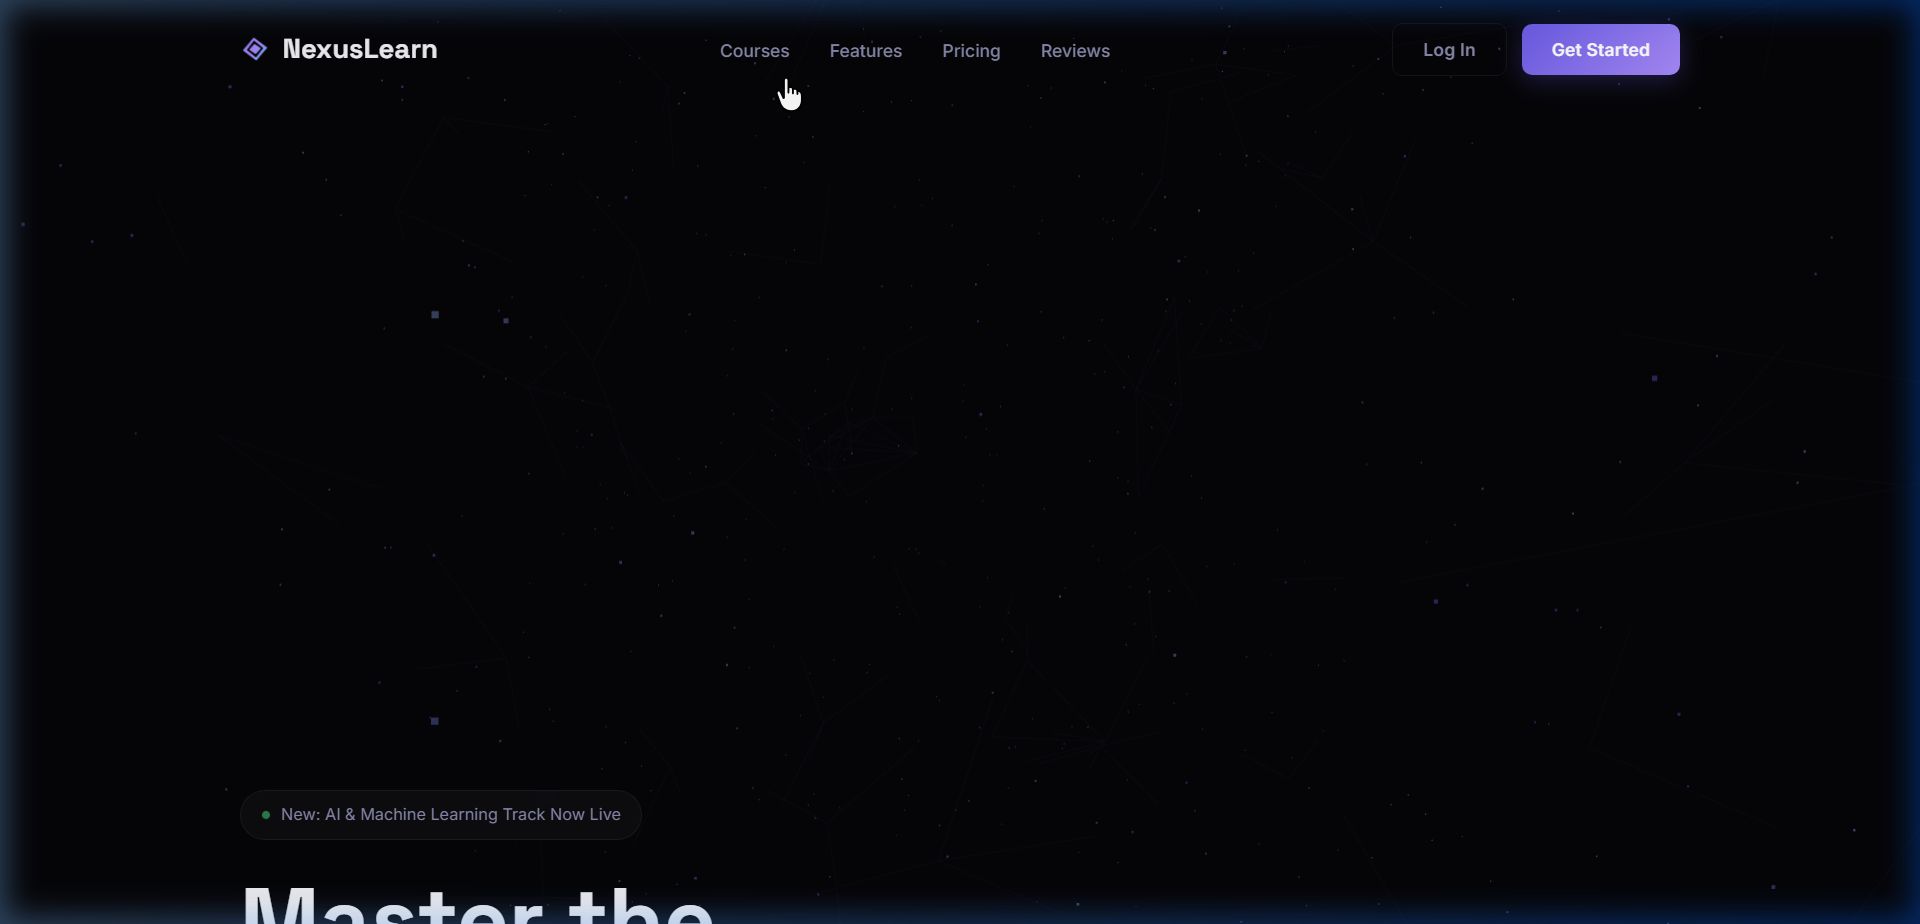 NexusLearn
Courses Features Pricing Reviews
Log In
Get Started
New: AI & Machine Learning Track Now Live
Master the